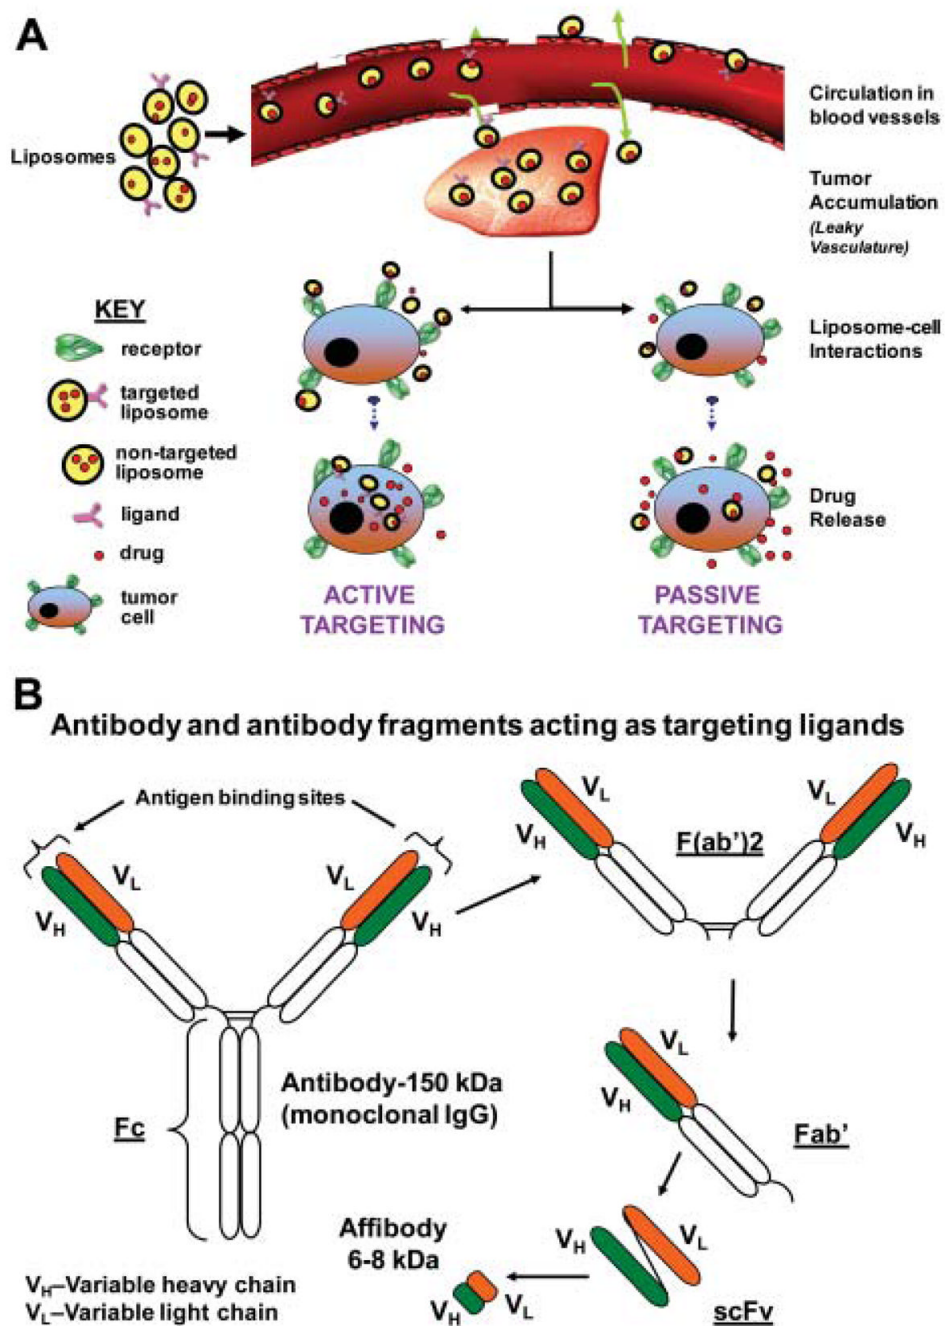 A
Liposomes
Circulation in
blood vessels
Tumor
Accumulation
(Leaky
Vasculature)
KEY
receptor
targeted
liposome
non-targeted
liposome
ligand
drug
tumor
cell
Liposome-cell
Interactions
Drug
Release
ACTIVE
TARGETING
PASSIVE
TARGETING
B
Antibody and antibody fragments acting as targeting ligands
Antigen binding sites
VL
VH
VL
VH
VL
VH
F(ab')2
VL
VH
Fc
Antibody-150 kDa
(monoclonal IgG)
VL
VH
Fab'
Affibody
6-8 kDa
VH
VL
scFv
VH
VL
VH–Variable heavy chain
VL–Variable light chain